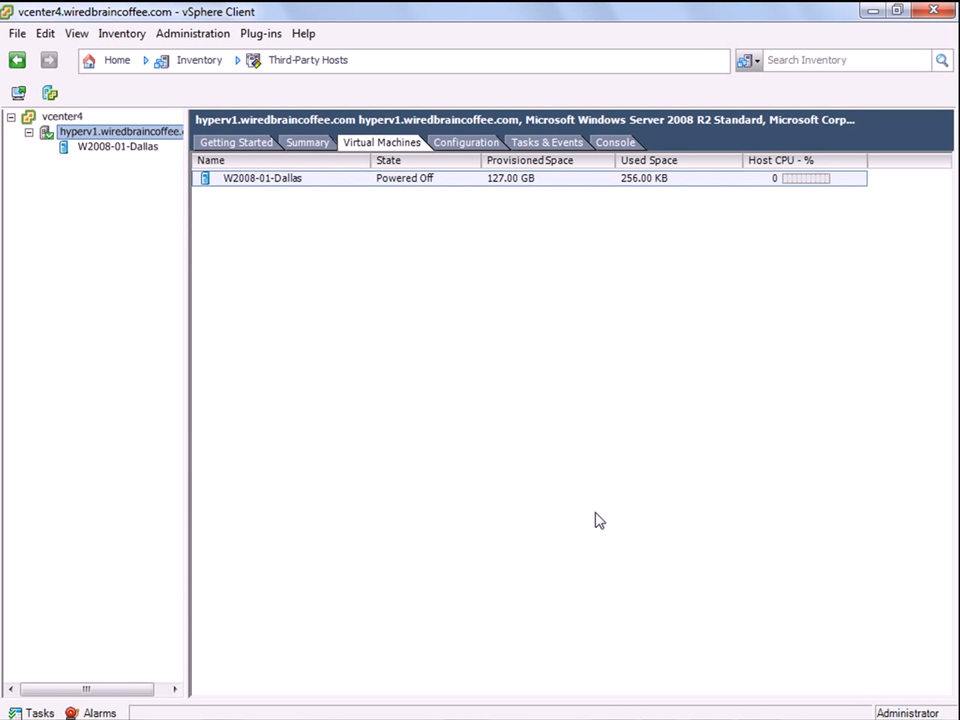 vcenter4.wiredbraincoffee.com - vSphere Client
File Edit View Inventory Administration Plug-ins Help
Home Inventory Third-Party Hosts Search Inventory
vcenter4
hyperv1.wiredbraincoffee.
W2008-01-Dallas
hyperv1.wiredbraincoffee.com hyperv1.wiredbraincoffee.com, Microsoft Windows Server 2008 R2 Standard, Microsoft Corp...
Getting Started Summary Virtual Machines Configuration Tasks & Events Console
Name State Provisioned Space Used Space Host CPU - %
W2008-01-Dallas Powered Off 127.00 GB 256.00 KB 0
Tasks Alarms Administrator